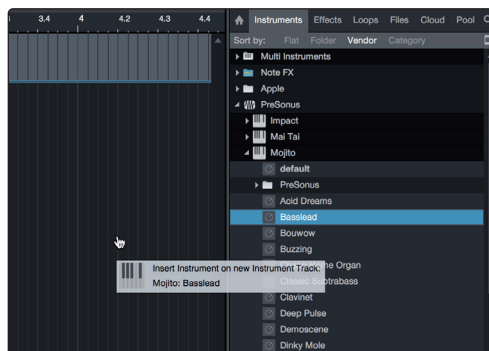 3.4 4 4.2 4.3 4.4
Instruments Effects Loops Files Cloud Pool
Sort by: Flat Folder Vendor Category
Multi Instruments
Note FX
Apple
PreSonus
Impact
Mai Tai
Mojito
default
PreSonus
Acid Dreams
Basslead
Bouwow
Buzzing
Insert Instrument on new Instrument Track:
Mojito: Basslead
the Organ
Classic Subtrabass
Clavinet
Deep Pulse
Demoscene
Dinky Mole